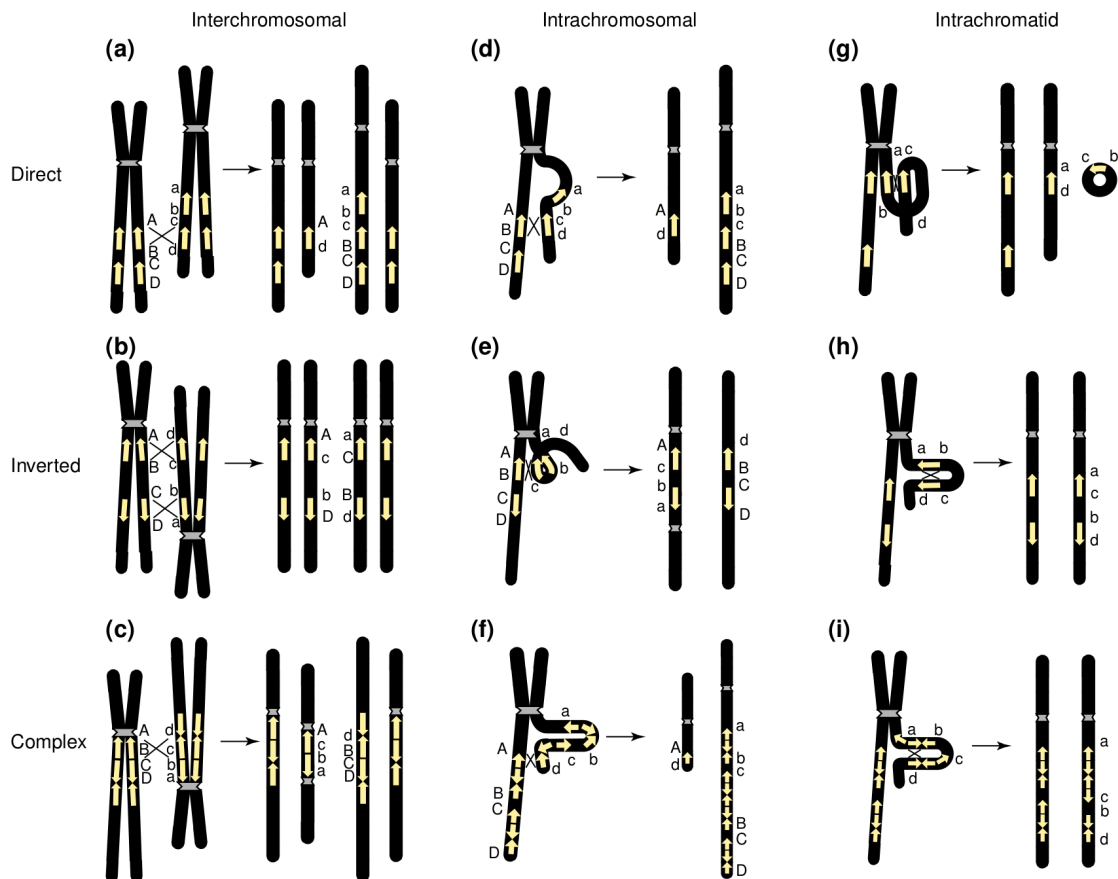 Interchromosomal
Intrachromosomal
Intrachromatid
Direct
Inverted
Complex
(a)
A
B
C
D
a
b
c
d
A
d
a
b
c
B
C
D
(d)
A
B
C
D
a
b
c
d
A
d
a
b
c
B
C
D
(g)
a c
b
d
a
d
c b
(b)
A d
B c
C b
D a
A
c
b
D
a
C
B
d
(e)
A
B
C
D
a d
b
c
A
c
b
a
d
B
C
D
(h)
a b
d c
a
c
b
d
(c)
A d
B c
C b
D a
A
c
b
a
d
B
C
D
(f)
A
B
C
D
a
d c b
A
d
a
b
c
B
C
D
(i)
a b
c
d
a
c
b
d